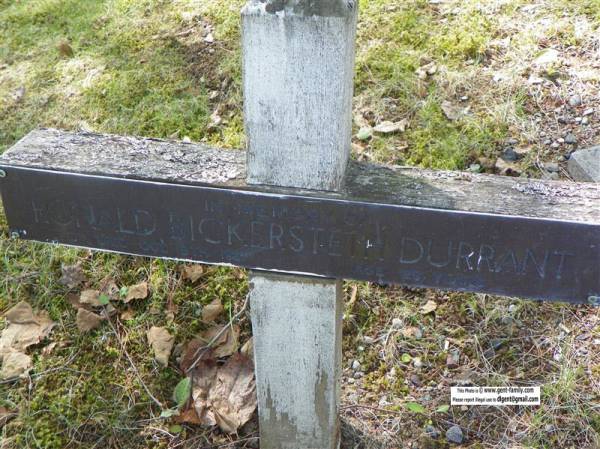 IN MEMORY OF
RONALD BICKERSTETH DURRANT
This Photo is © www.gent-family.com
Please report illegal use to digent@gmail.com